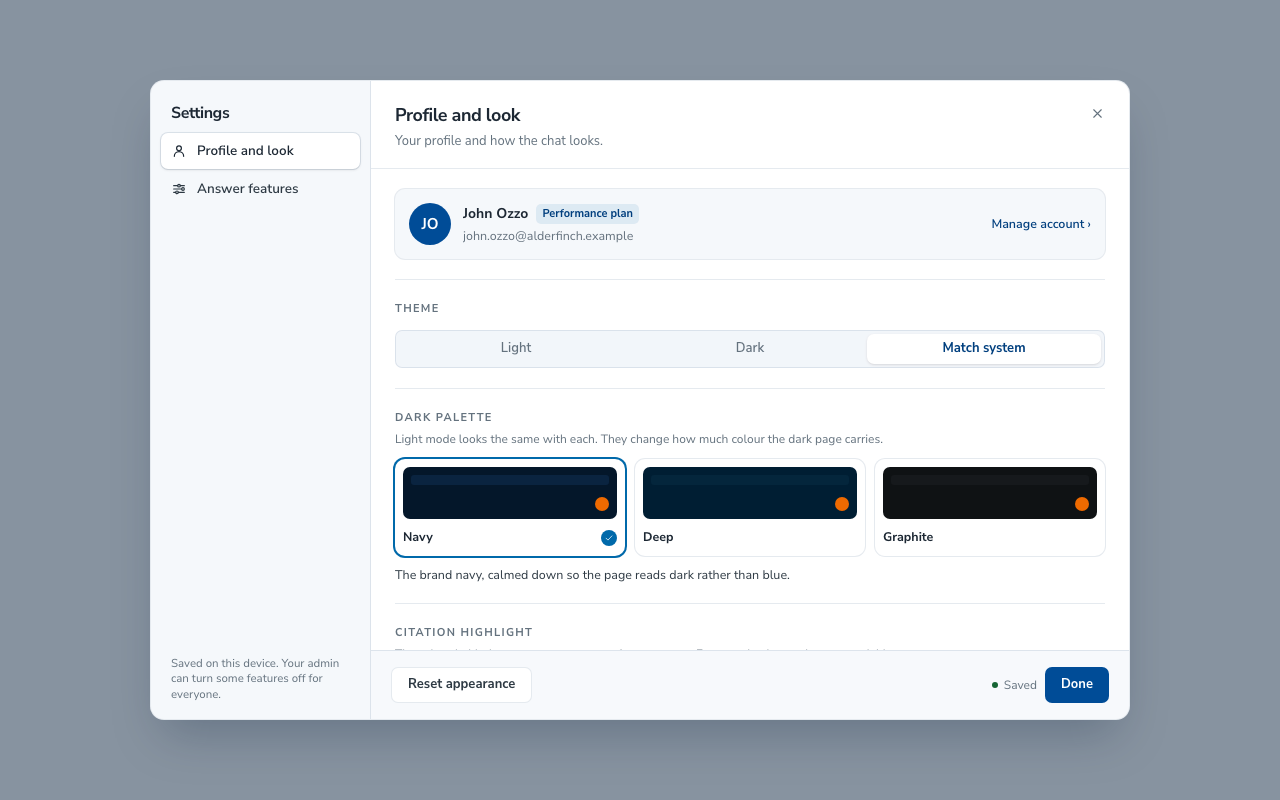 Settings
Profile and look
Answer features
Saved on this device. Your admin
can turn some features off for
everyone.
Profile and look
Your profile and how the chat looks.
JO
John Ozzo
Performance plan
john.ozzo@alderfinch.example
Manage account ›
THEME
Light
Dark
Match system
DARK PALETTE
Light mode looks the same with each. They change how much colour the dark page carries.
Navy
Deep
Graphite
The brand navy, calmed down so the page reads dark rather than blue.
CITATION HIGHLIGHT
Reset appearance
Saved
Done